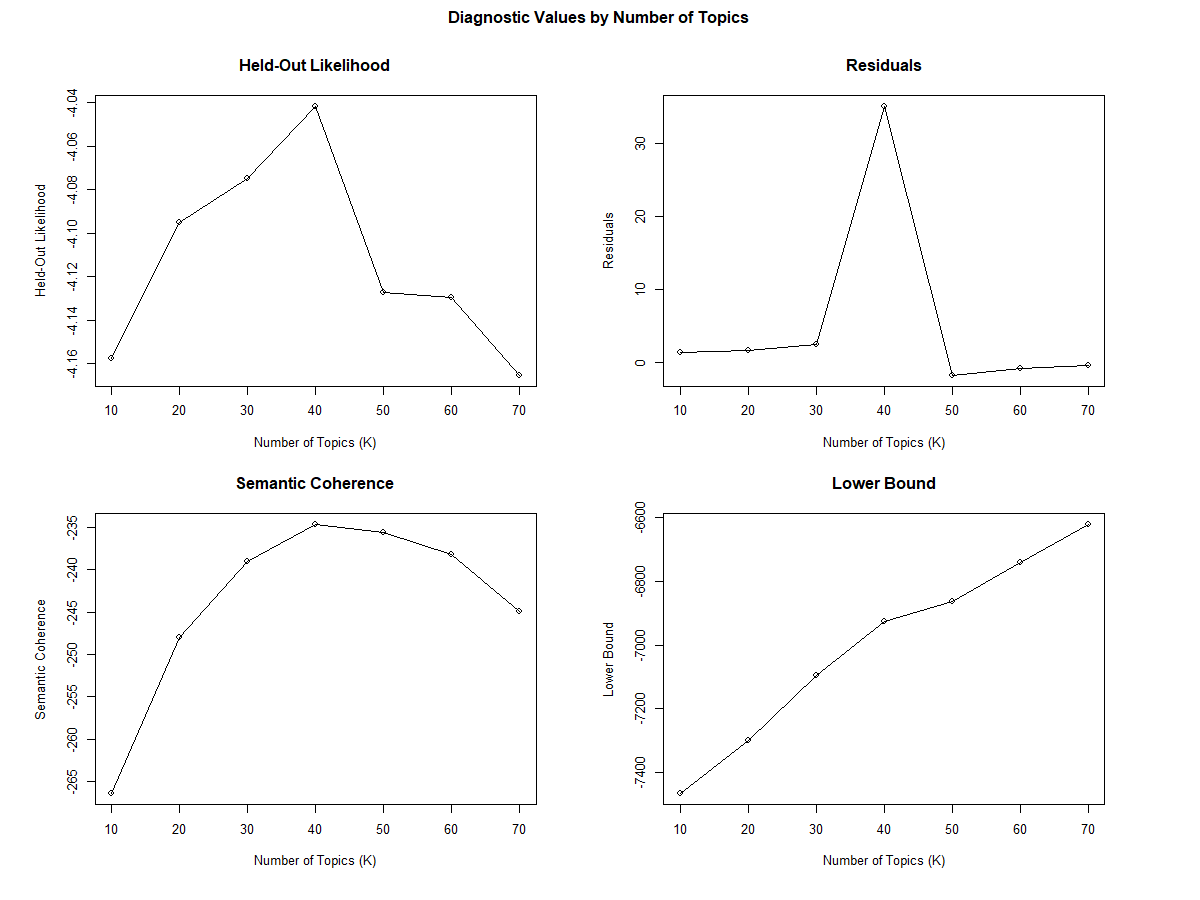 Diagnostic Values by Number of Topics
Held-Out Likelihood
Held-Out Likelihood
-4.04
-4.06
-4.08
-4.10
-4.12
-4.14
-4.16
10 20 30 40 50 60 70
Number of Topics (K)
Residuals
Residuals
30
20
10
0
10 20 30 40 50 60 70
Number of Topics (K)
Semantic Coherence
Semantic Coherence
-235
-240
-245
-250
-255
-260
-265
10 20 30 40 50 60 70
Number of Topics (K)
Lower Bound
Lower Bound
-6600
-6800
-7000
-7200
-7400
10 20 30 40 50 60 70
Number of Topics (K)